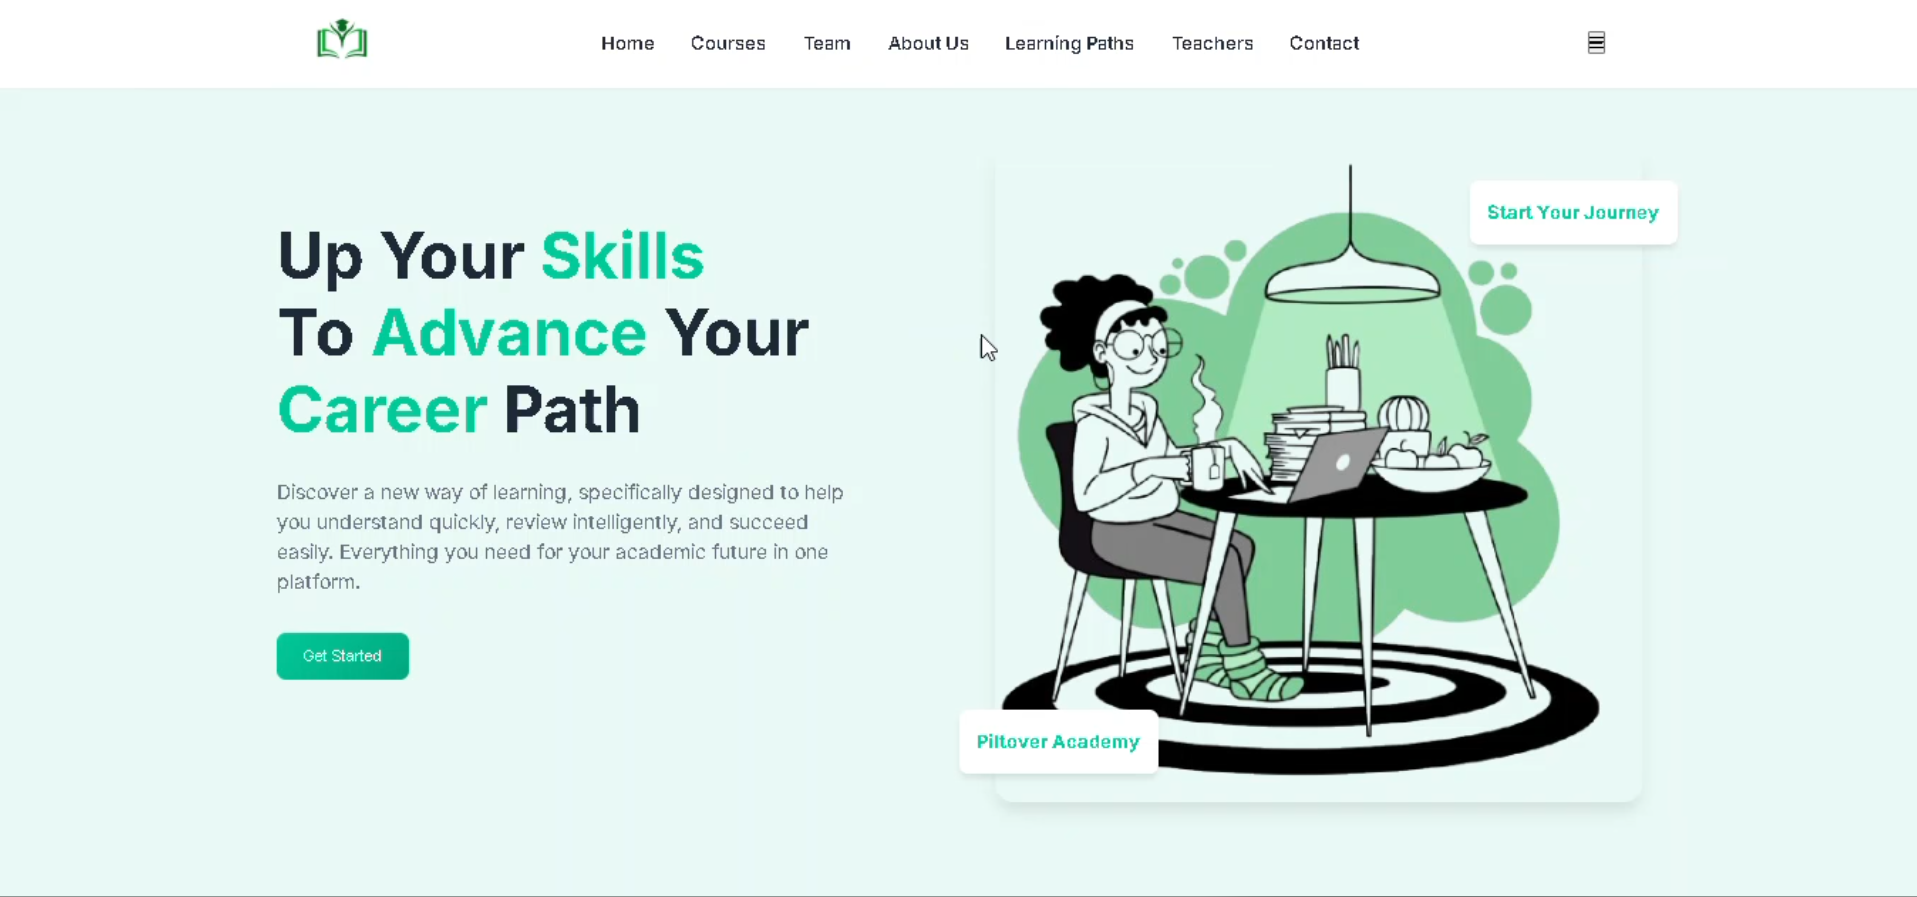 Home Courses Team About Us Learning Paths Teachers Contact
Up Your Skills
To Advance Your
Career Path
Discover a new way of learning, specifically designed to help
you understand quickly, review intelligently, and succeed
easily. Everything you need for your academic future in one
platform.
Get Started
Start Your Journey
Piltover Academy